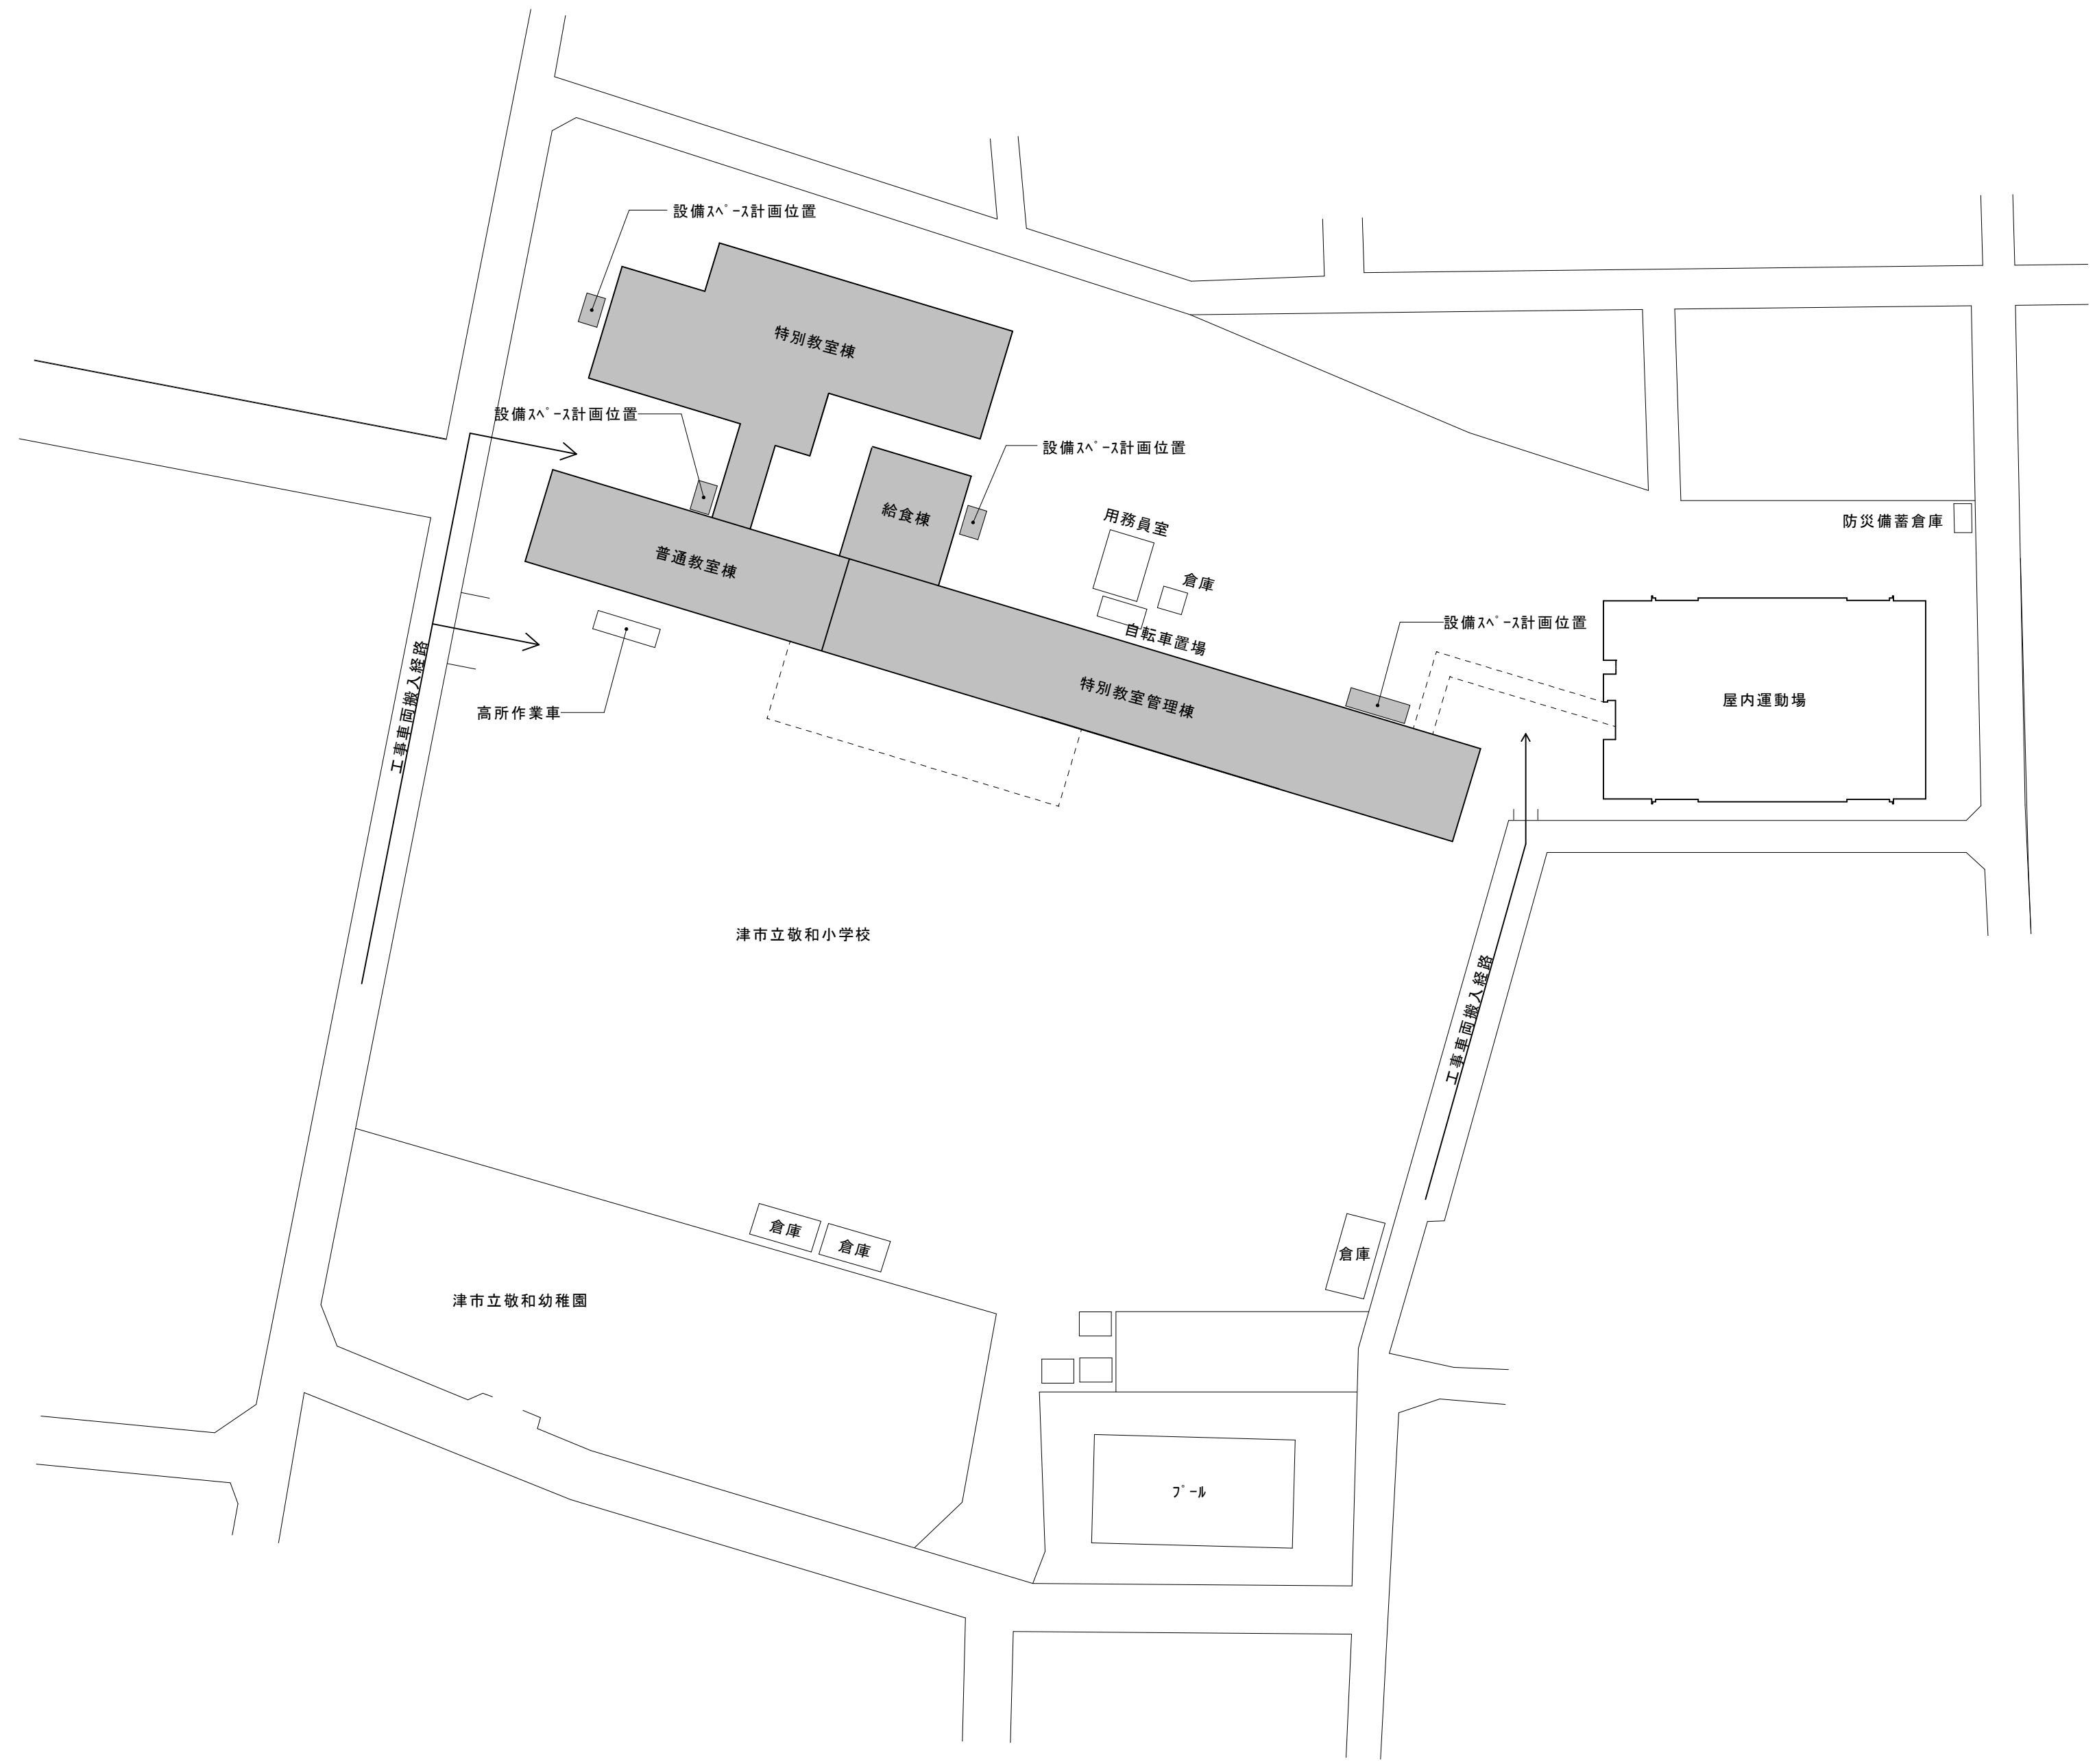 設備ｽﾍﾟｰｽ計画位置
特別教室棟
設備ｽﾍﾟｰｽ計画位置
設備ｽﾍﾟｰｽ計画位置
給食棟
用務員室
防災備蓄倉庫
普通教室棟
倉庫
自転車置場
設備ｽﾍﾟｰｽ計画位置
特別教室管理棟
屋内運動場
高所作業車
工事車両搬入経路
津市立敬和小学校
工事車両搬入経路
倉庫
倉庫
倉庫
津市立敬和幼稚園
ﾌﾟｰﾙ